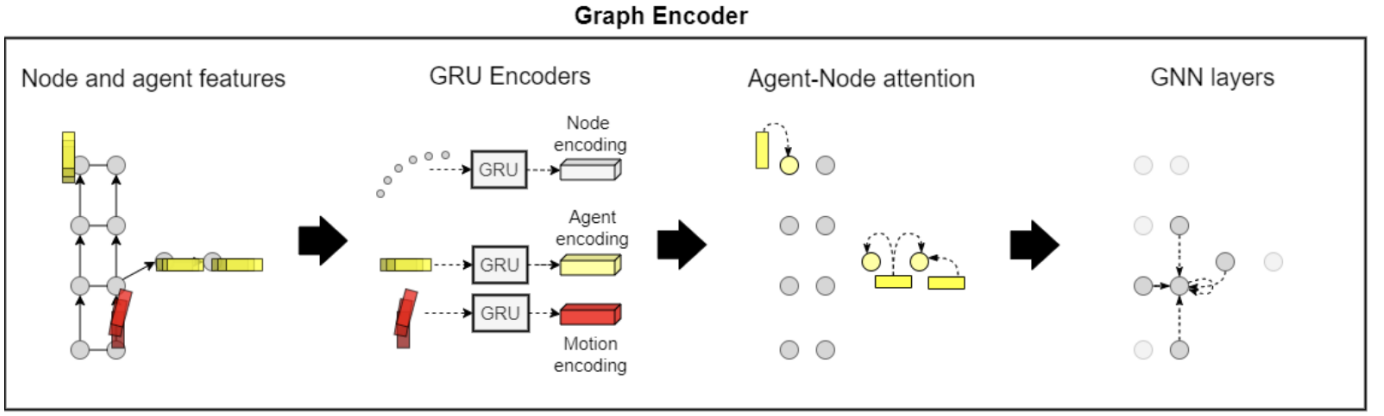 Graph Encoder
Node and agent features
GRU Encoders
Agent-Node attention
GNN layers
Node
encoding
GRU
Agent
encoding
GRU
GRU
Motion
encoding